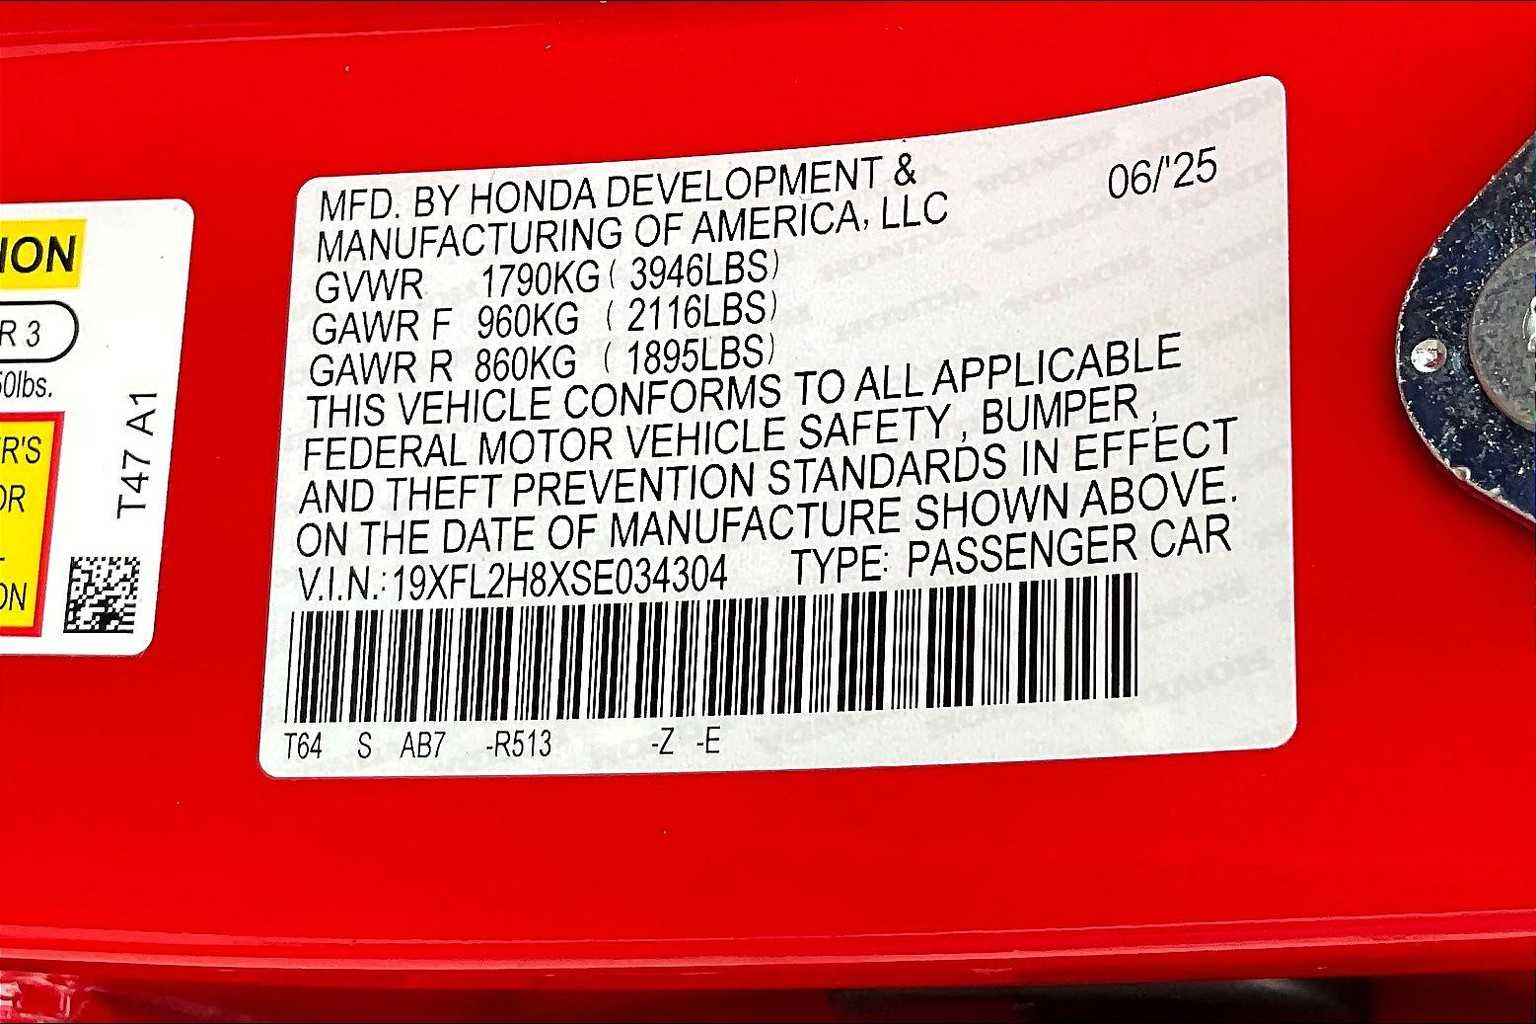 ION
R 3
50lbs.
R'S
OR
ON
T47 A1
MFD. BY HONDA DEVELOPMENT &
MANUFACTURING OF AMERICA, LLC
06/'25
GVWR 1790KG ( 3946LBS)
GAWR F 960KG ( 2116LBS)
GAWR R 860KG ( 1895LBS)
THIS VEHICLE CONFORMS TO ALL APPLICABLE
FEDERAL MOTOR VEHICLE SAFETY , BUMPER ,
AND THEFT PREVENTION STANDARDS IN EFFECT
ON THE DATE OF MANUFACTURE SHOWN ABOVE.
V.I.N.: 19XFL2H8XSE034304 TYPE: PASSENGER CAR
T64 S AB7 -R513 -Z -E